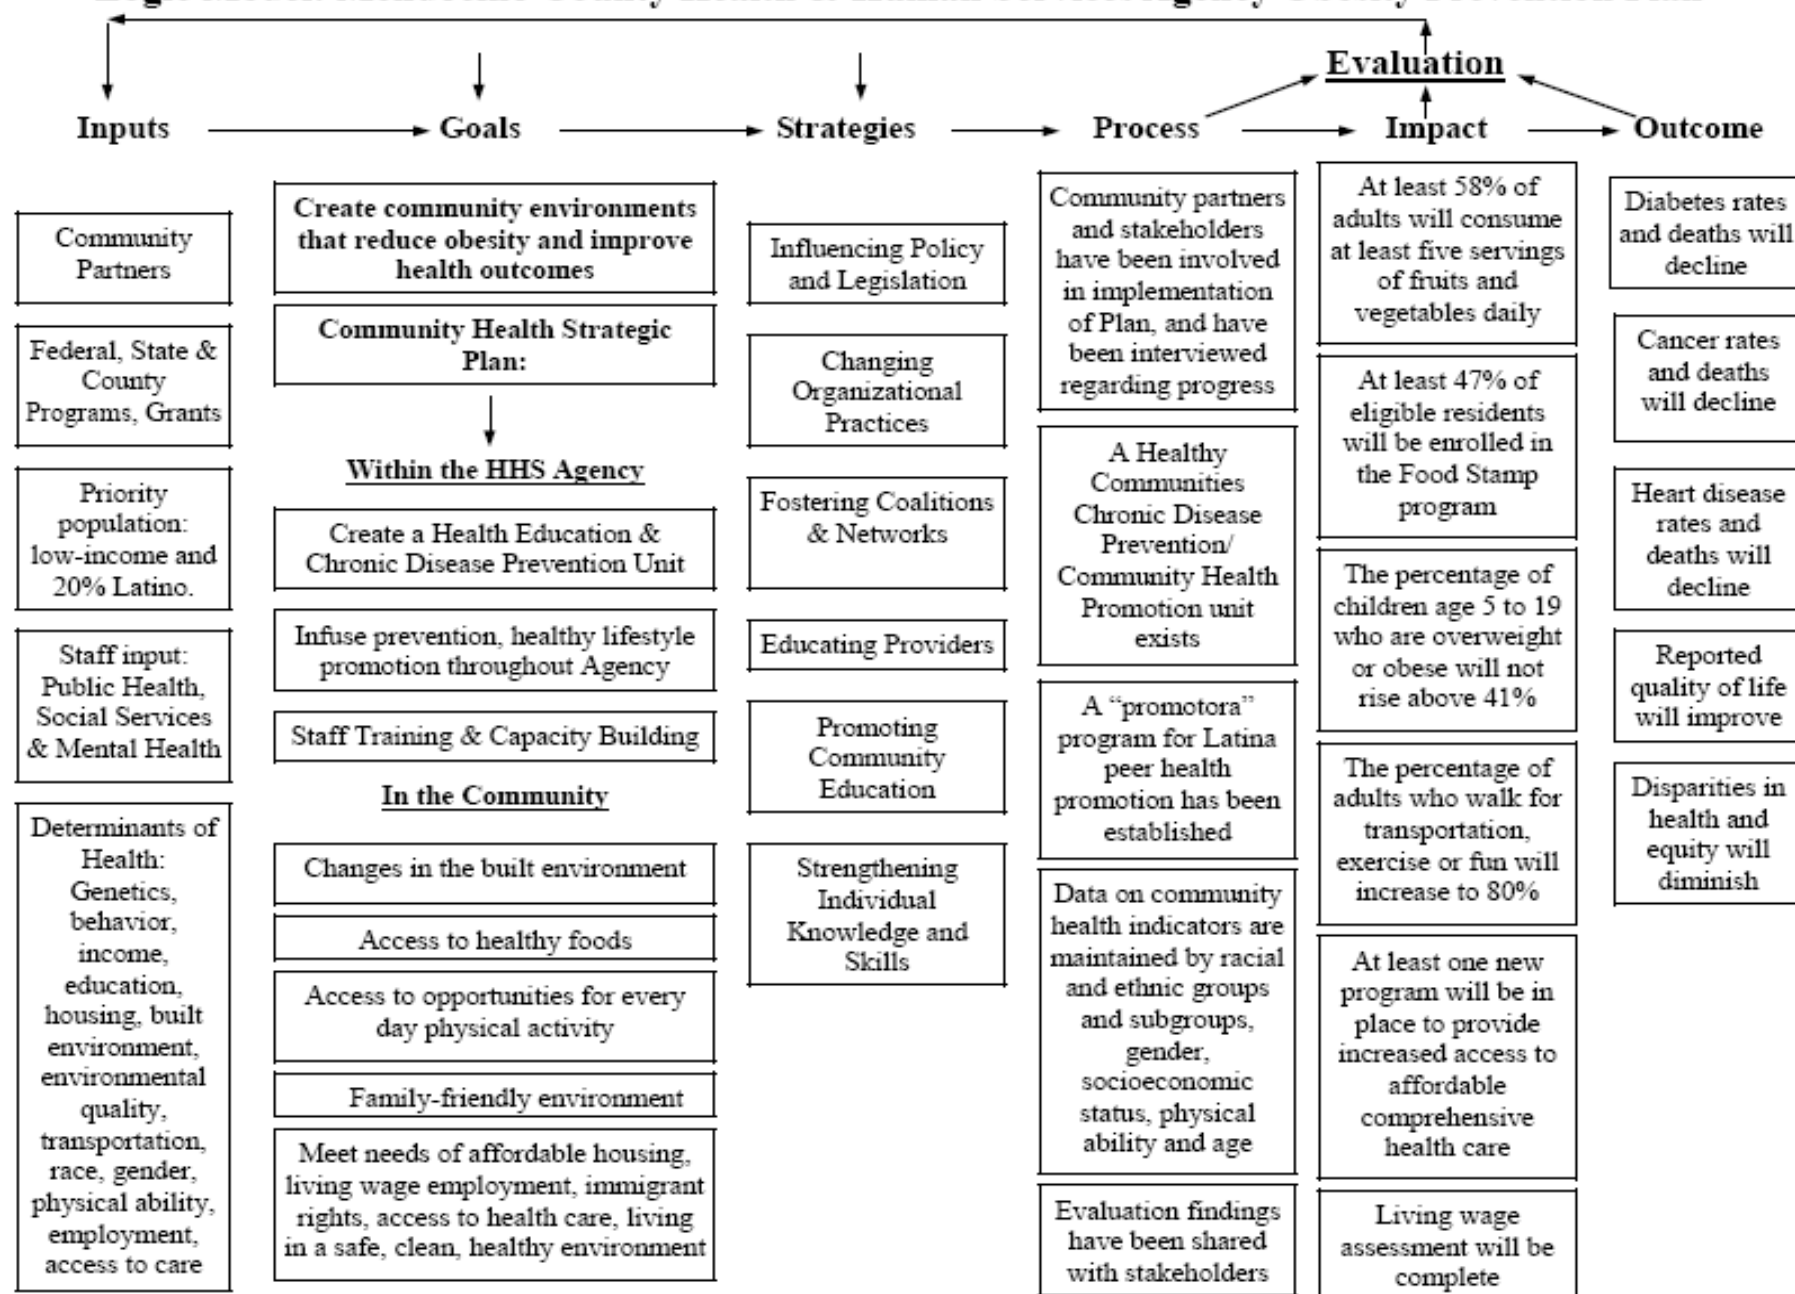 Evaluation
Inputs
Goals
Strategies
Process
Impact
Outcome
Community
Partners
Federal, State &
County
Programs, Grants
Priority
population:
low-income and
20% Latino.
Staff input:
Public Health,
Social Services
& Mental Health
Determinants of
Health:
Genetics,
behavior,
income,
education,
housing, built
environment,
environmental
quality,
transportation,
race, gender,
physical ability,
employment,
access to care
Create community environments
that reduce obesity and improve
health outcomes
Community Health Strategic
Plan:
Within the HHS Agency
Create a Health Education &
Chronic Disease Prevention Unit
Infuse prevention, healthy lifestyle
promotion throughout Agency
Staff Training & Capacity Building
In the Community
Changes in the built environment
Access to healthy foods
Access to opportunities for every
day physical activity
Family-friendly environment
Meet needs of affordable housing,
living wage employment, immigrant
rights, access to health care, living
in a safe, clean, healthy environment
Influencing Policy
and Legislation
Changing
Organizational
Practices
Fostering Coalitions
& Networks
Educating Providers
Promoting
Community
Education
Strengthening
Individual
Knowledge and
Skills
Community partners
and stakeholders
have been involved
in implementation
of Plan, and have
been interviewed
regarding progress
A Healthy
Communities
Chronic Disease
Prevention/
Community Health
Promotion unit
exists
A “promotora”
program for Latina
peer health
promotion has been
established
Data on community
health indicators are
maintained by racial
and ethnic groups
and subgroups,
gender,
socioeconomic
status, physical
ability and age
Evaluation findings
have been shared
with stakeholders
At least 58% of
adults will consume
at least five servings
of fruits and
vegetables daily
At least 47% of
eligible residents
will be enrolled in
the Food Stamp
program
The percentage of
children age 5 to 19
who are overweight
or obese will not
rise above 41%
The percentage of
adults who walk for
transportation,
exercise or fun will
increase to 80%
At least one new
program will be in
place to provide
increased access to
affordable
comprehensive
health care
Living wage
assessment will be
complete
Diabetes rates
and deaths will
decline
Cancer rates
and deaths
will decline
Heart disease
rates and
deaths will
decline
Reported
quality of life
will improve
Disparities in
health and
equity will
diminish